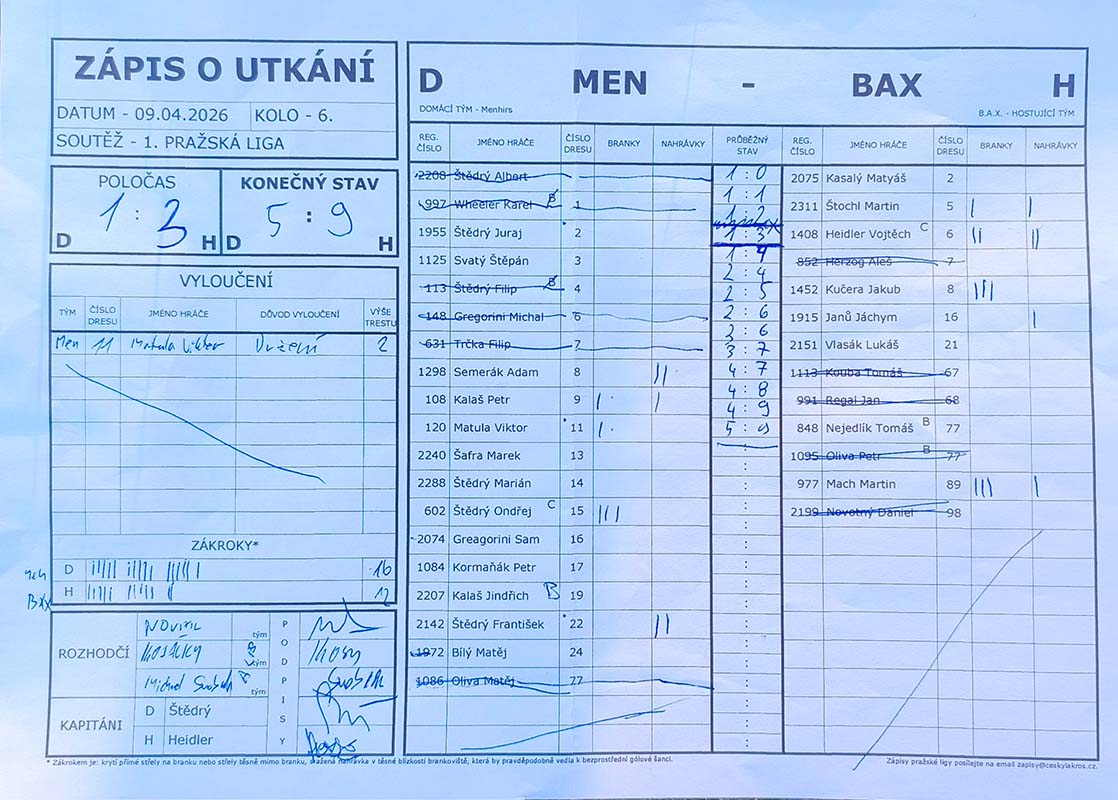 ZÁPIS O UTKÁNÍ
DATUM - 09.04.2026 KOLO - 6.
SOUTĚŽ - 1. PRAŽSKÁ LIGA
POLOČAS KONEČNÝ STAV
1 : 3 5 : 9
D H D H
VYLOUČENÍ
TÝM ČÍSLO DRESU JMÉNO HRÁČE DŮVOD VYLOUČENÍ VÝŠE TRESTU
Men 11 Matula Viktor Držení 2
ZÁKROKY*
D 16
H 12
ROZHODČÍ
tým
tým
tým
PODPISY
KAPITÁNI
D Štědrý
H Heidler
D MEN - BAX H
DOMÁCÍ TÝM - Menhirs B.A.X. - HOSTUJÍCÍ TÝM
REG. ČÍSLO JMÉNO HRÁČE ČÍSLO DRESU BRANKY NAHRÁVKY PRŮBĚŽNÝ STAV REG. ČÍSLO JMÉNO HRÁČE ČÍSLO DRESU BRANKY NAHRÁVKY
2208 Štědrý Albert
997 Wheeler Karel B 1
1955 Štědrý Juraj 2
1125 Svatý Štěpán 3
113 Štědrý Filip B 4
148 Gregorini Michal 6
631 Trčka Filip 7
1298 Semerák Adam 8 ||
108 Kalaš Petr 9 | |
120 Matula Viktor 11 |
2240 Šafra Marek 13
2288 Štědrý Marián 14
602 Štědrý Ondřej C 15 |||
2074 Greagorini Sam 16
1084 Kormaňák Petr 17
2207 Kalaš Jindřich B 19
2142 Štědrý František 22 ||
1972 Bílý Matěj 24
1086 Oliva Matěj 77
1 : 0
1 : 1
1 : 2
1 : 3
1 : 4
2 : 4
2 : 5
2 : 6
2 : 6
3 : 7
4 : 7
4 : 8
4 : 9
5 : 9
2075 Kasalý Matyáš 2
2311 Štochl Martin 5 | |
1408 Heidler Vojtěch C 6 || ||
852 Herzog Aleš 7
1452 Kučera Jakub 8 |||
1915 Janů Jáchym 16 |
2151 Vlasák Lukáš 21
1113 Kouba Tomáš 67
991 Regal Jan 68
848 Nejedlík Tomáš B 77
1095 Oliva Petr B 77
977 Mach Martin 89 ||| |
2199 Novotný Daniel 98
* Zákrokem je: krytí přímé střely na branku nebo střely těsně mimo branku, sražená nahrávka v těsné blízkosti brankoviště, která by pravděpodobně vedla k bezprostřední gólové šanci.
Zápisy pražské ligy posílejte na email zapisy@ceskylakros.cz.